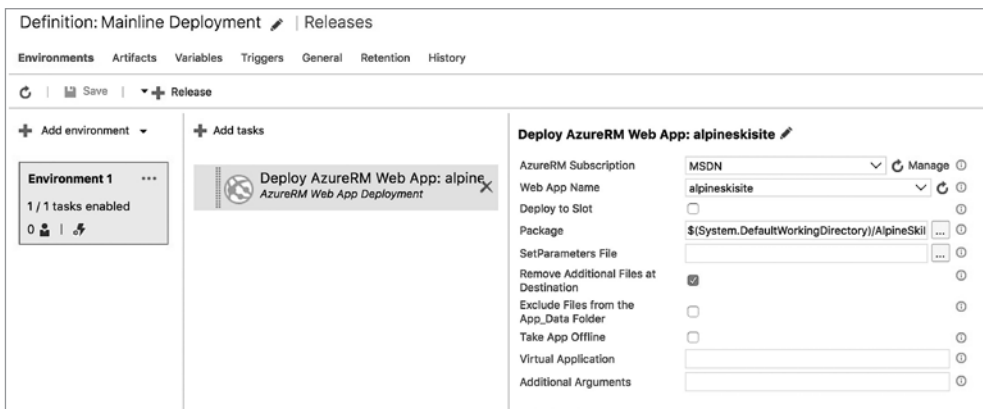 Definition: Mainline Deployment | Releases
Environments Artifacts Variables Triggers General Retention History
Save | Release
Add environment
Add tasks
Deploy AzureRM Web App: alpineskisite
Environment 1 ...
1 / 1 tasks enabled
0
Deploy AzureRM Web App: alpine
AzureRM Web App Deployment
AzureRM Subscription MSDN Manage
Web App Name alpineskisite
Deploy to Slot
Package $(System.DefaultWorkingDirectory)/AlpineSkil ...
SetParameters File ...
Remove Additional Files at
Destination
Exclude Files from the
App_Data Folder
Take App Offline
Virtual Application
Additional Arguments